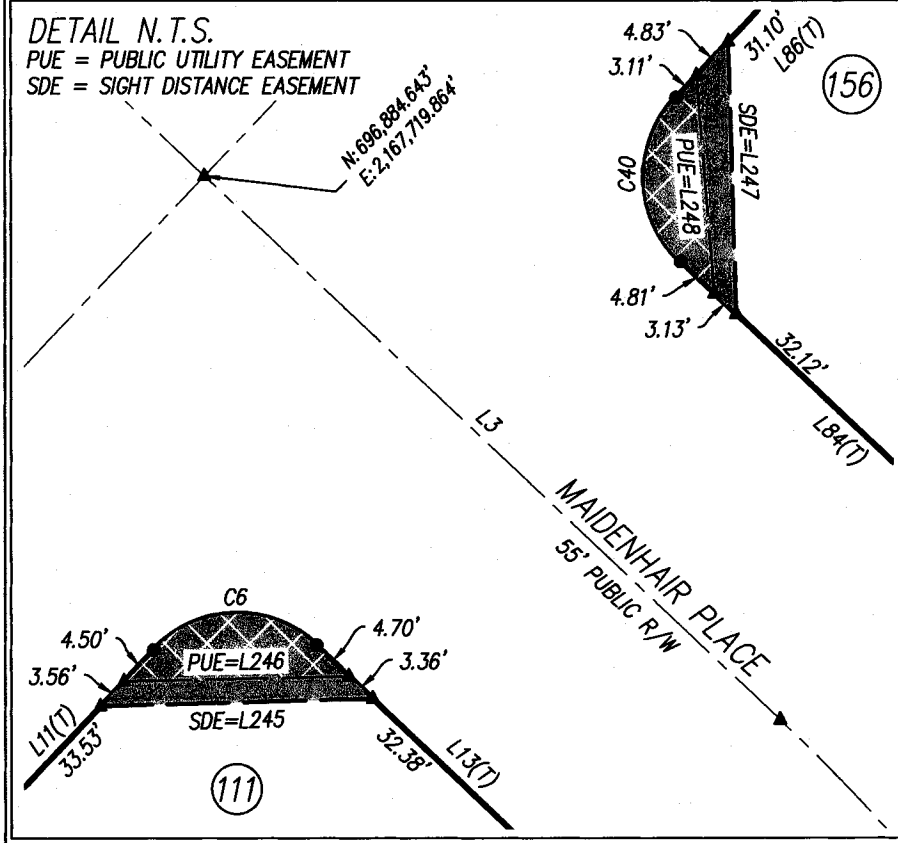 DETAIL N.T.S.
PUE = PUBLIC UTILITY EASEMENT
SDE = SIGHT DISTANCE EASEMENT
N: 696,884.643'
E: 2,167,719.864'
4.83'
3.11'
31.10'
L86(T)
156
C40
PUE=L248
SDE=L247
4.81'
3.13'
32.12'
L84(T)
L3
MAIDENHAIR PLACE
55' PUBLIC R/W
C6
4.50'
3.56'
4.70'
3.36'
PUE=L246
SDE=L245
L11(T)
33.53'
32.38'
L13(T)
111